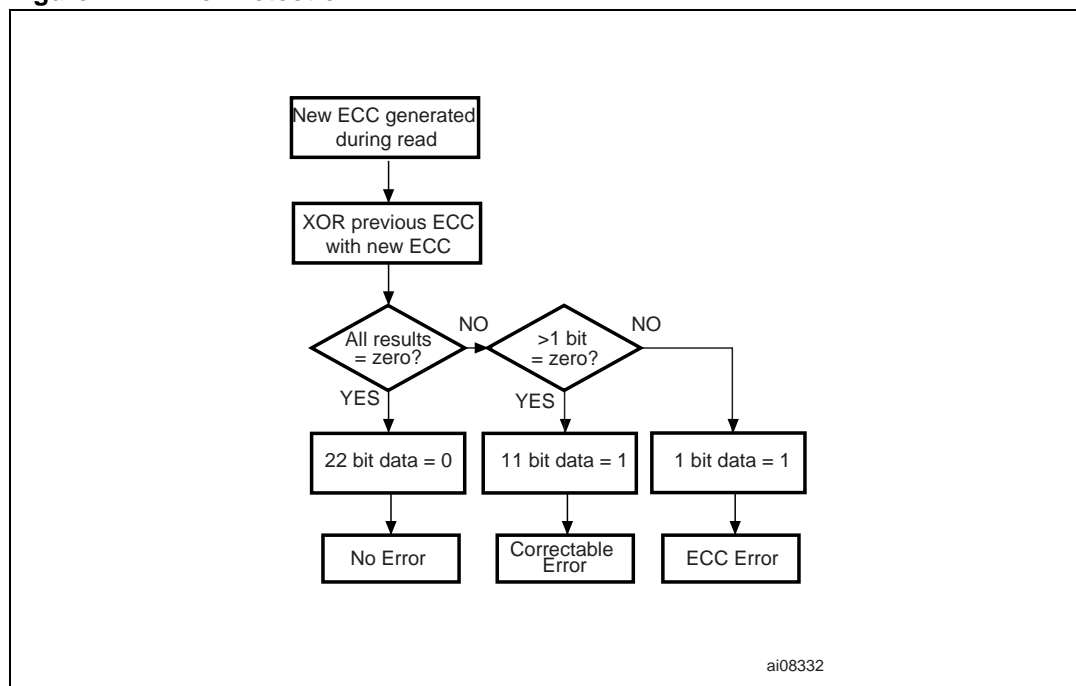 New ECC generated
during read
XOR previous ECC
with new ECC
All results
= zero?
NO
>1 bit
= zero?
NO
YES
YES
22 bit data = 0
11 bit data = 1
1 bit data = 1
No Error
Correctable
Error
ECC Error
ai08332